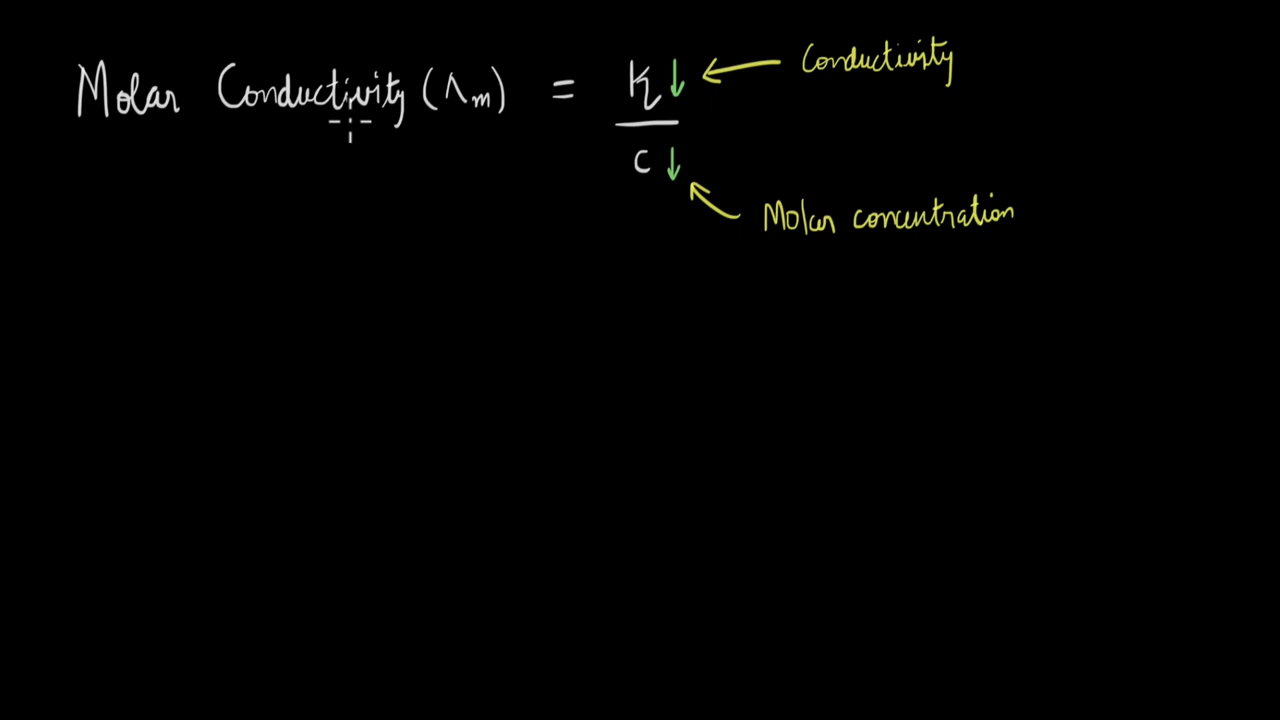 Molar Conductivity (Λm) = K↓ ← Conductivity
C ↓
Molar concentration